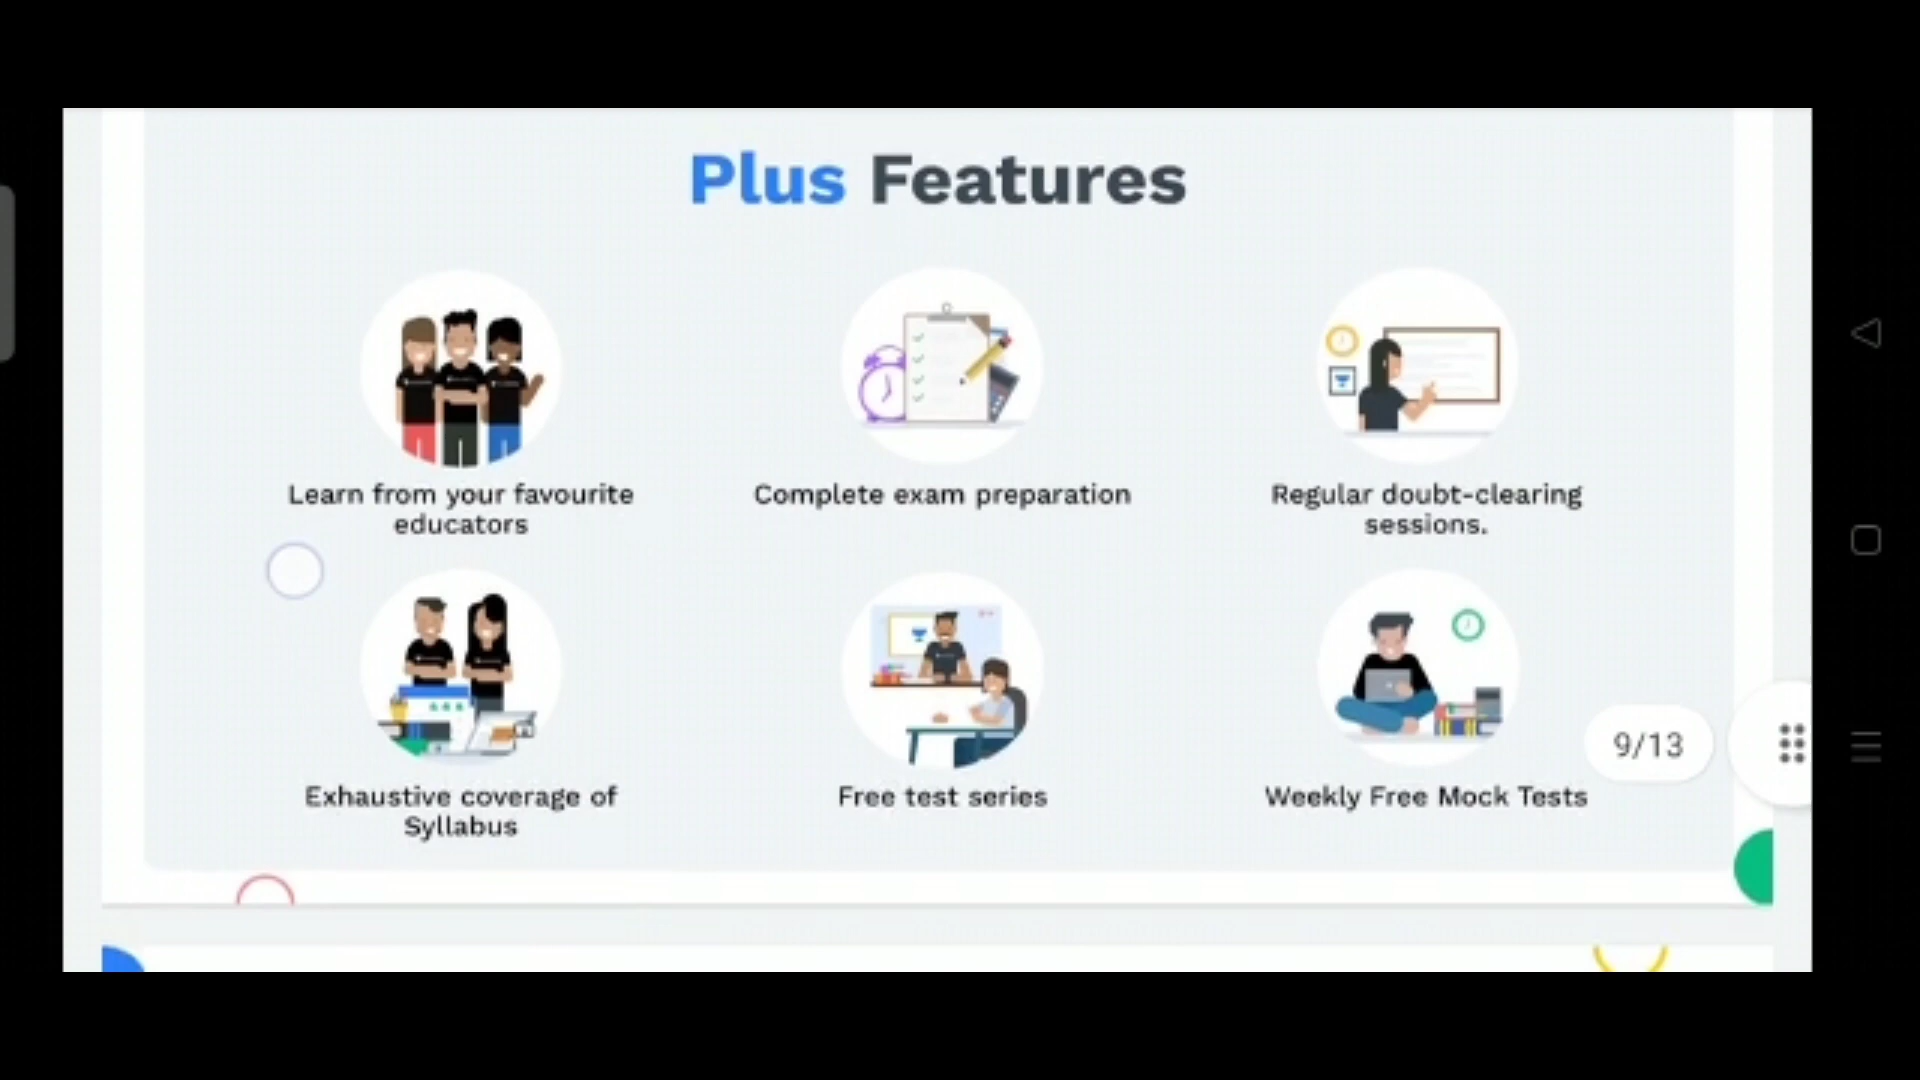 Plus Features
Learn from your favourite
educators
Complete exam preparation
Regular doubt-clearing
sessions.
Exhaustive coverage of
Syllabus
Free test series
Weekly Free Mock Tests
9/13